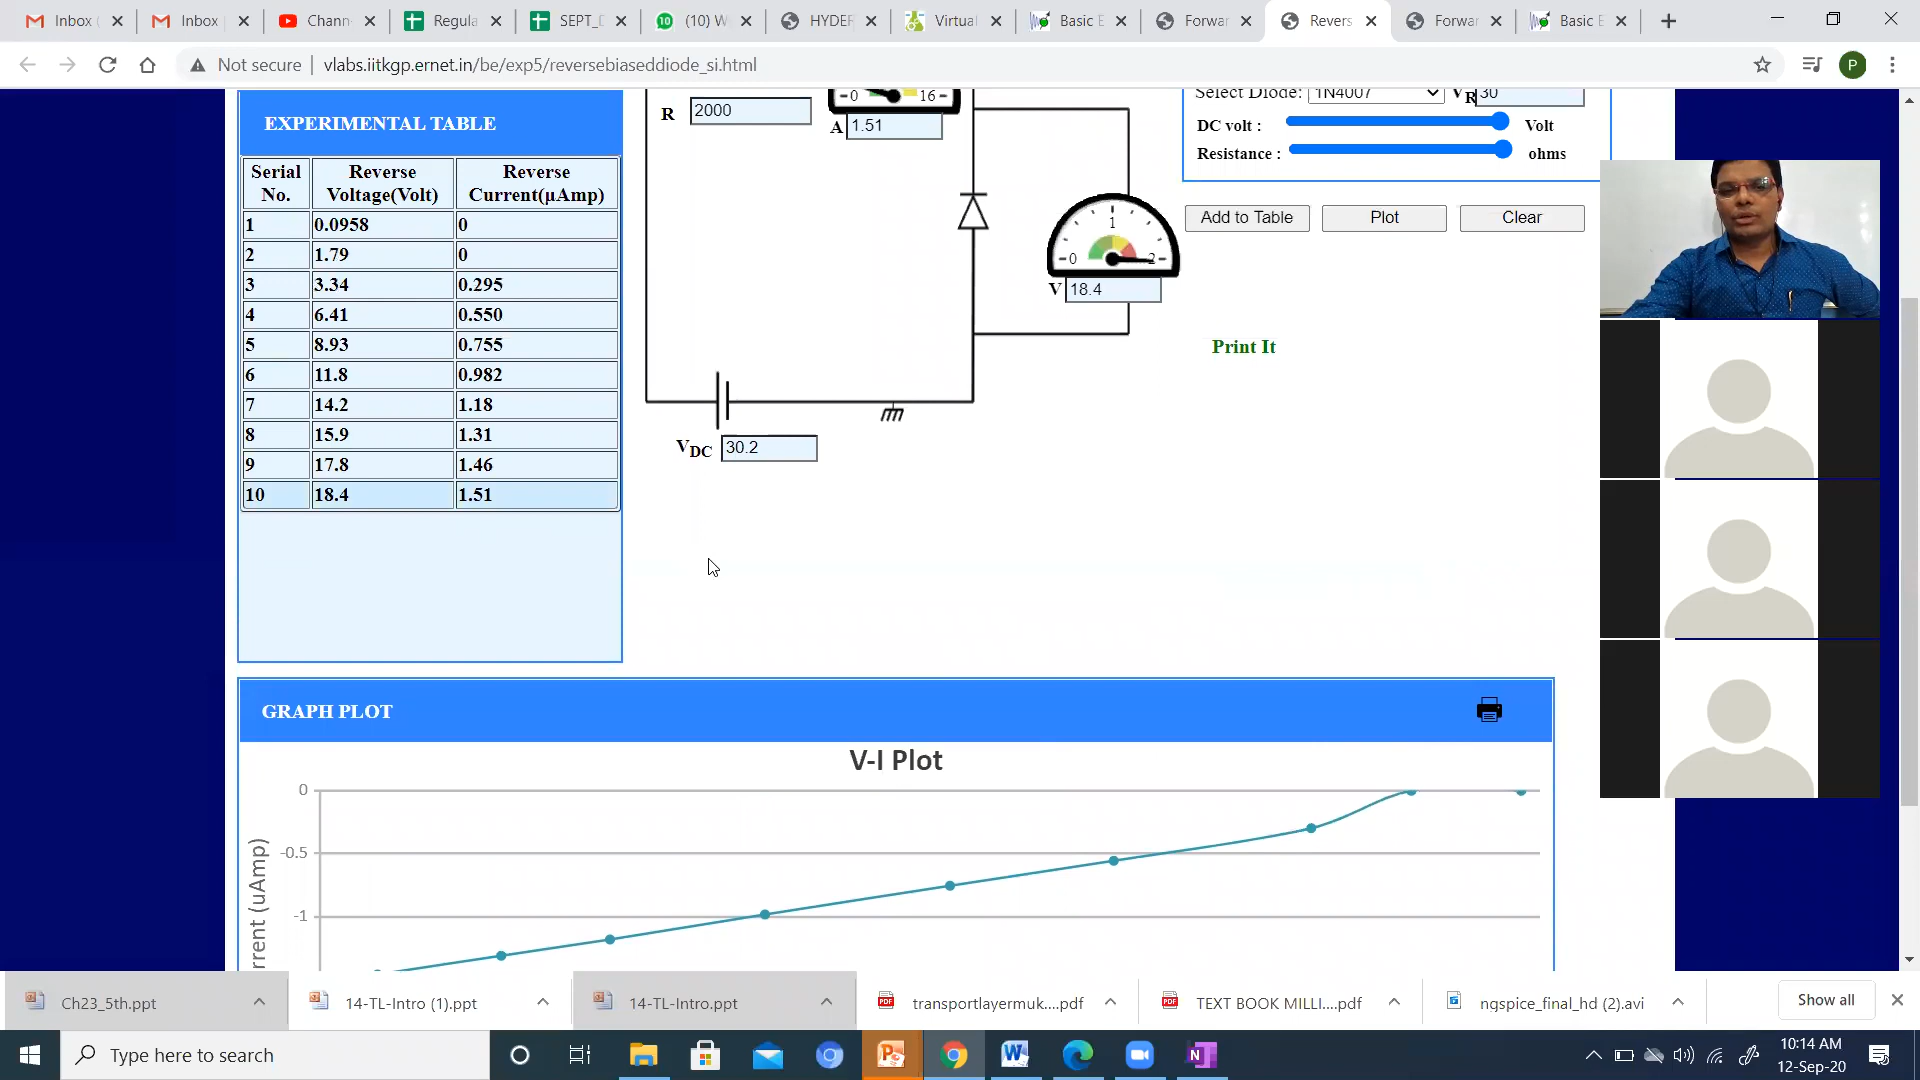 Inbox (
Inbox
Chann
Regula
SEPT_D
(10) W
HYDER
Virtual
Basic E
Forwar
Revers
Forwar
Basic E
Not secure | vlabs.iitkgp.ernet.in/be/exp5/reversebiaseddiode_si.html
P
EXPERIMENTAL TABLE
Serial No. Reverse Voltage(Volt) Reverse Current(μAmp)
1 0.0958 0
2 1.79 0
3 3.34 0.295
4 6.41 0.550
5 8.93 0.755
6 11.8 0.982
7 14.2 1.18
8 15.9 1.31
9 17.8 1.46
10 18.4 1.51
R 2000
0 16
A 1.51
0 1 2
V 18.4
VDC 30.2
Select Diode: 1N4007 VR 30
DC volt : Volt
Resistance : ohms
Add to Table Plot Clear
Print It
GRAPH PLOT
V-I Plot
0
-0.5
-1
rrent (uAmp)
Ch23_5th.ppt
14-TL-Intro (1).ppt
14-TL-Intro.ppt
transportlayermuk....pdf
TEXT BOOK MILLI....pdf
ngspice_final_hd (2).avi
Show all
Type here to search
10:14 AM
12-Sep-20